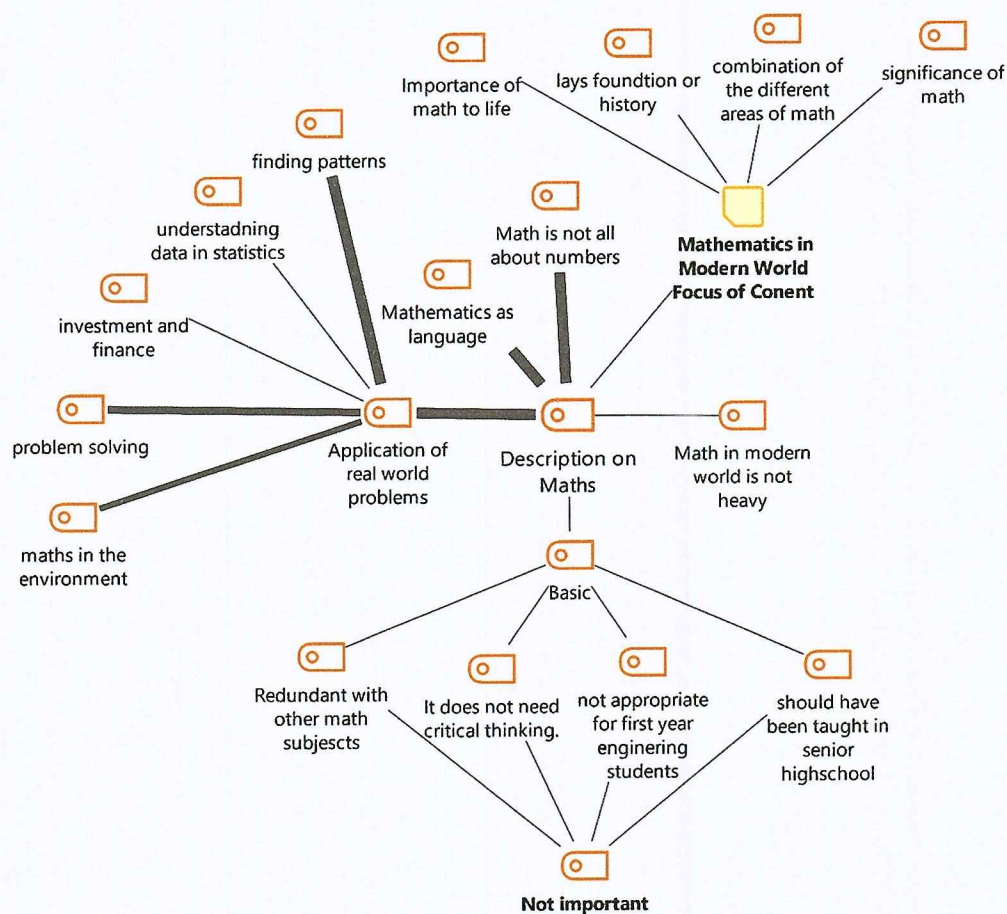 Importance of
math to life
lays foundtion or
history
combination of
the different
areas of math
significance of
math
finding patterns
understadning
data in statistics
Math is not all
about numbers
Mathematics in
Modern World
Focus of Conent
investment and
finance
Mathematics as
language
problem solving
Application of
real world
problems
Description on
Maths
Math in modern
world is not
heavy
maths in the
environment
Basic
Redundant with
other math
subjescts
It does not need
critical thinking.
not appropriate
for first year
enginering
students
should have
been taught in
senior
highschool
Not important